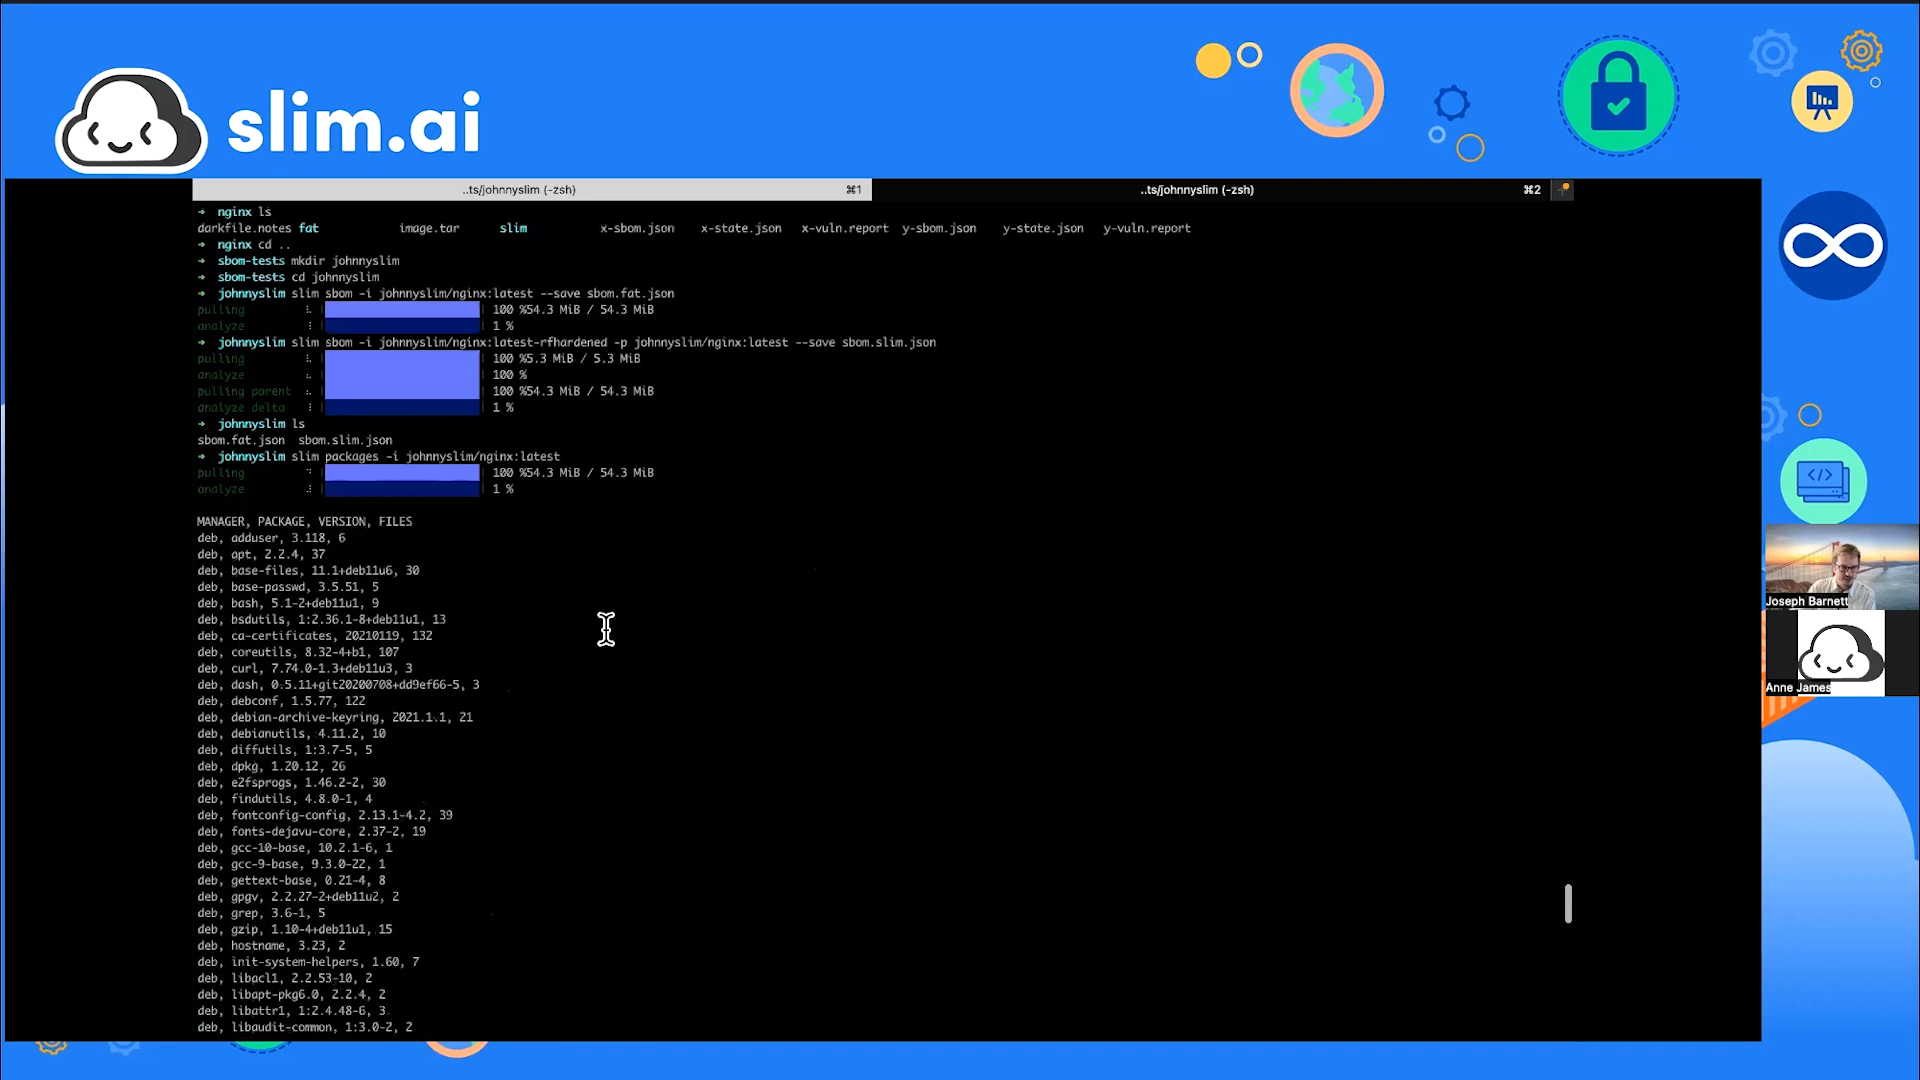 slim.ai
..ts/johnnyslim (-zsh) ⌘1 ..ts/johnnyslim (-zsh) ⌘2
→ nginx ls
darkfile.notes fat image.tar slim x-sbom.json x-state.json x-vuln.report y-sbom.json y-state.json y-vuln.report
→ nginx cd ..
→ sbom-tests mkdir johnnyslim
→ sbom-tests cd johnnyslim
→ johnnyslim slim sbom -i johnnyslim/nginx:latest --save sbom.fat.json
pulling 100 %54.3 MiB / 54.3 MiB
analyze 1 %
→ johnnyslim slim sbom -i johnnyslim/nginx:latest-rfhardened -p johnnyslim/nginx:latest --save sbom.slim.json
pulling 100 %5.3 MiB / 5.3 MiB
analyze 100 %
pulling parent 100 %54.3 MiB / 54.3 MiB
analyze delta 1 %
→ johnnyslim ls
sbom.fat.json sbom.slim.json
→ johnnyslim slim packages -i johnnyslim/nginx:latest
pulling 100 %54.3 MiB / 54.3 MiB
analyze 1 %
MANAGER, PACKAGE, VERSION, FILES
deb, adduser, 3.118, 6
deb, apt, 2.2.4, 37
deb, base-files, 11.1+deb11u6, 30
deb, base-passwd, 3.5.51, 5
deb, bash, 5.1-2+deb11u1, 9
deb, bsdutils, 1:2.36.1-8+deb11u1, 13
deb, ca-certificates, 20210119, 132
deb, coreutils, 8.32-4+b1, 107
deb, curl, 7.74.0-1.3+deb11u3, 3
deb, dash, 0.5.11+git20200708+dd9ef66-5, 3
deb, debconf, 1.5.77, 122
deb, debian-archive-keyring, 2021.1.1, 21
deb, debianutils, 4.11.2, 10
deb, diffutils, 1:3.7-5, 5
deb, dpkg, 1.20.12, 26
deb, e2fsprogs, 1.46.2-2, 30
deb, findutils, 4.8.0-1, 4
deb, fontconfig-config, 2.13.1-4.2, 39
deb, fonts-dejavu-core, 2.37-2, 19
deb, gcc-10-base, 10.2.1-6, 1
deb, gcc-9-base, 9.3.0-22, 1
deb, gettext-base, 0.21-4, 8
deb, gpgv, 2.2.27-2+deb11u2, 2
deb, grep, 3.6-1, 5
deb, gzip, 1.10-4+deb11u1, 15
deb, hostname, 3.23, 2
deb, init-system-helpers, 1.60, 7
deb, libacl1, 2.2.53-10, 2
deb, libapt-pkg6.0, 2.2.4, 2
deb, libattr1, 1:2.4.48-6, 3
deb, libaudit-common, 1:3.0-2, 2
</> 
Joseph Barnett
Anne James